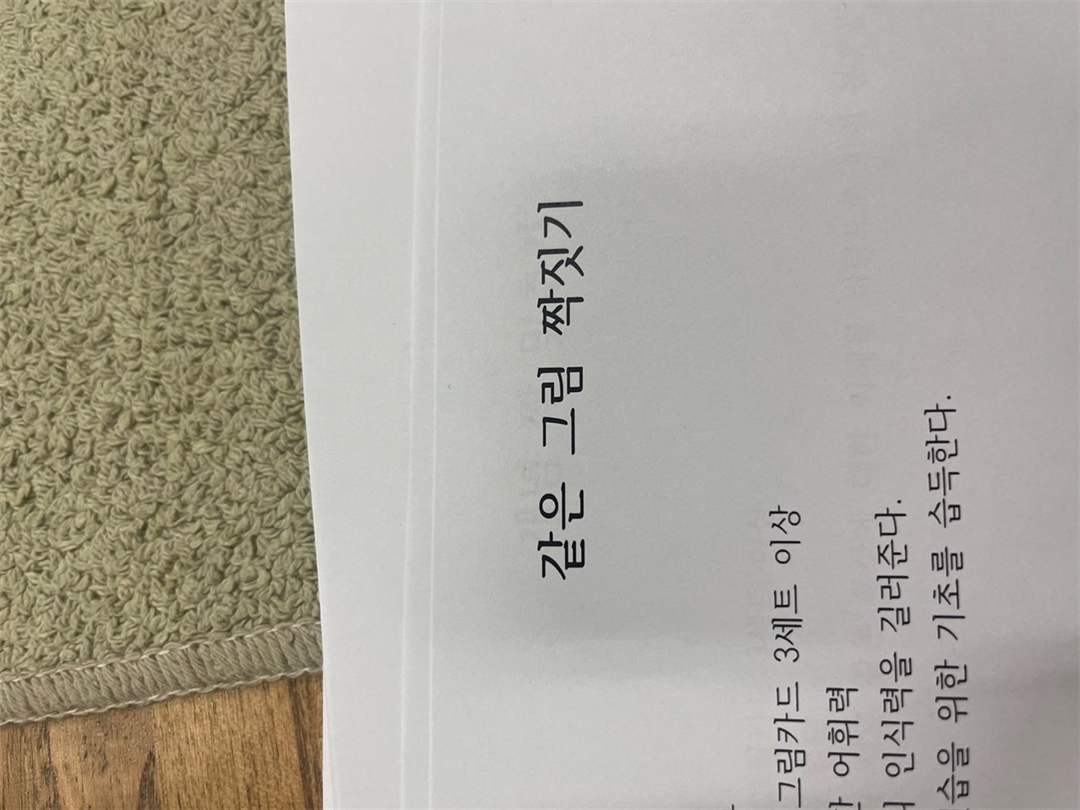 같은 그림 짝짓기
그림카드 3세트 이상
어휘력
인식력을 길러준다.
습을 위한 기초를 습득한다.